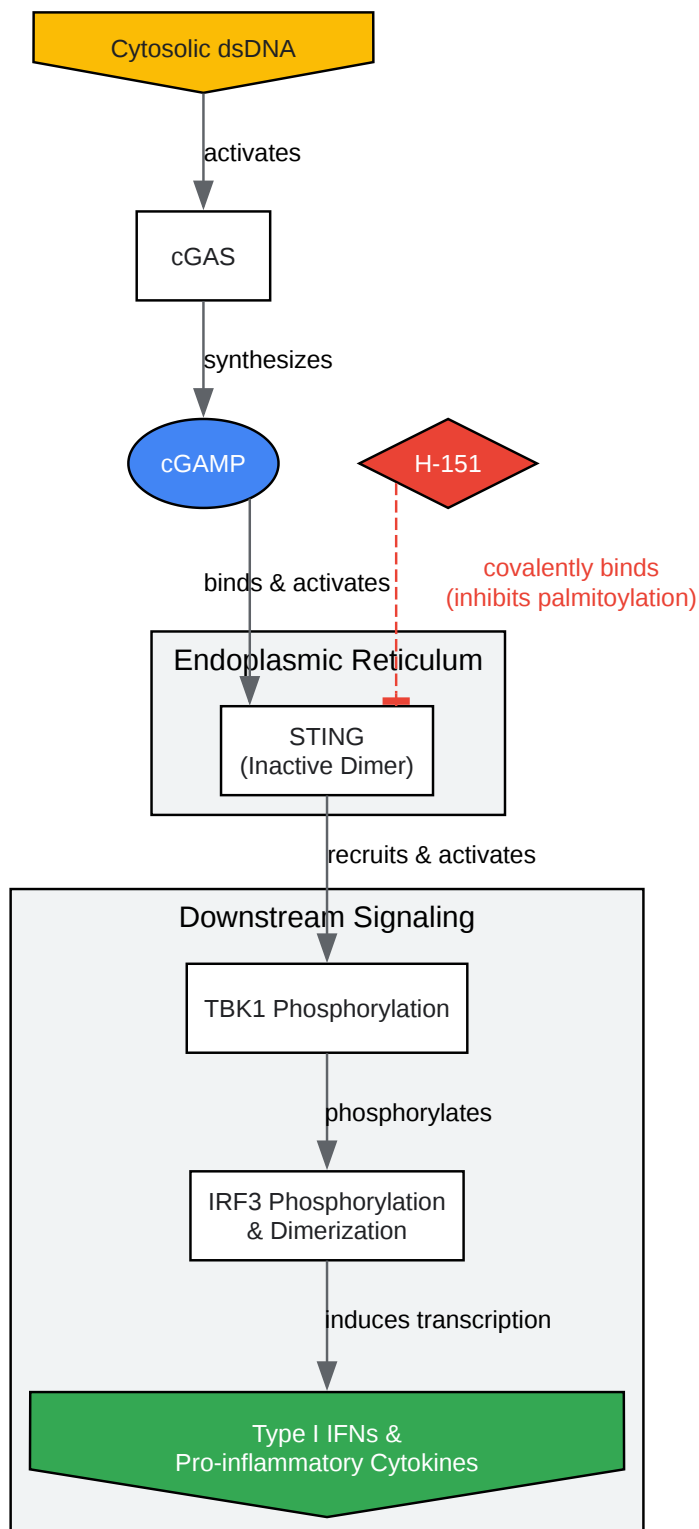 Cytosolic dsDNA
activates
cGAS
synthesizes
cGAMP
H-151
binds & activates
covalently binds
(inhibits palmitoylation)
Endoplasmic Reticulum
STING
(Inactive Dimer)
recruits & activates
Downstream Signaling
TBK1 Phosphorylation
phosphorylates
IRF3 Phosphorylation
& Dimerization
induces transcription
Type I IFNs &
Pro-inflammatory Cytokines